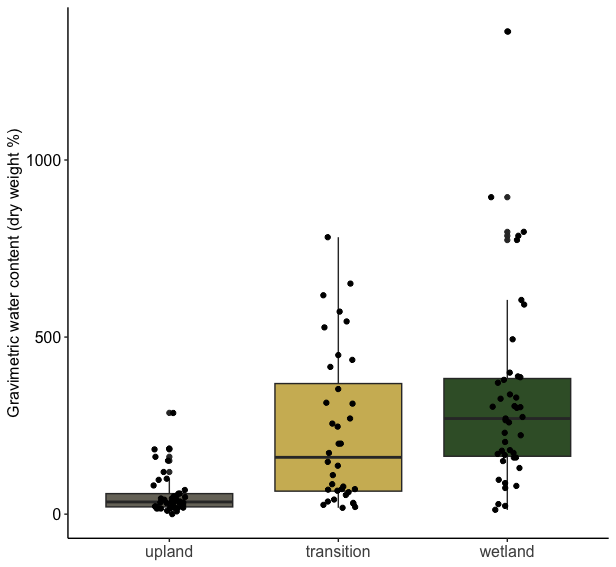 Gravimetric water content (dry weight %)
1000
500
0
upland
transition
wetland